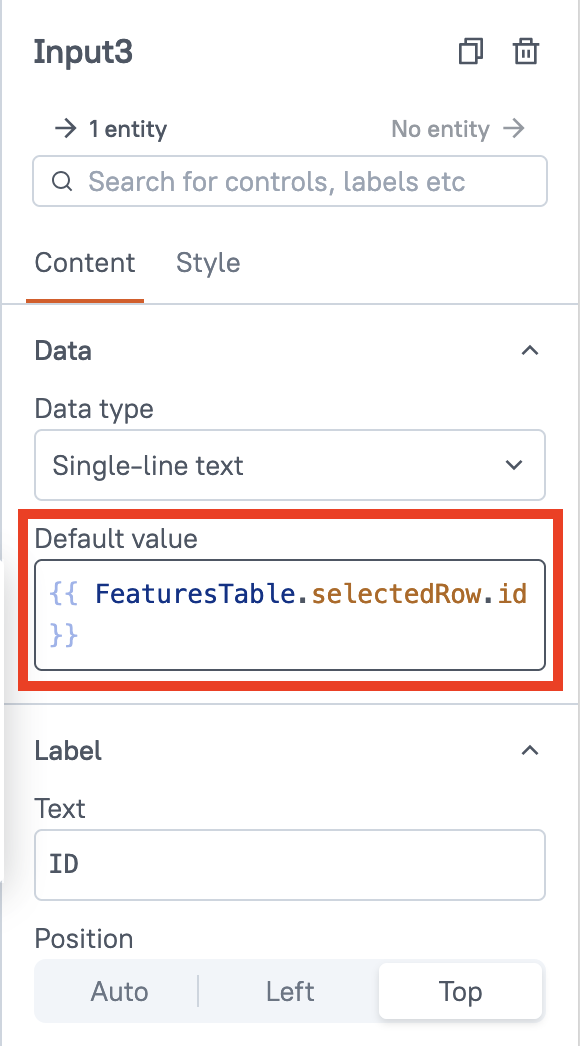 Input3
1 entity
No entity
Search for controls, labels etc
Content
Style
Data
Data type
Single-line text
Default value
{{ FeaturesTable.selectedRow.id
}}
Label
Text
ID
Position
Auto
Left
Top